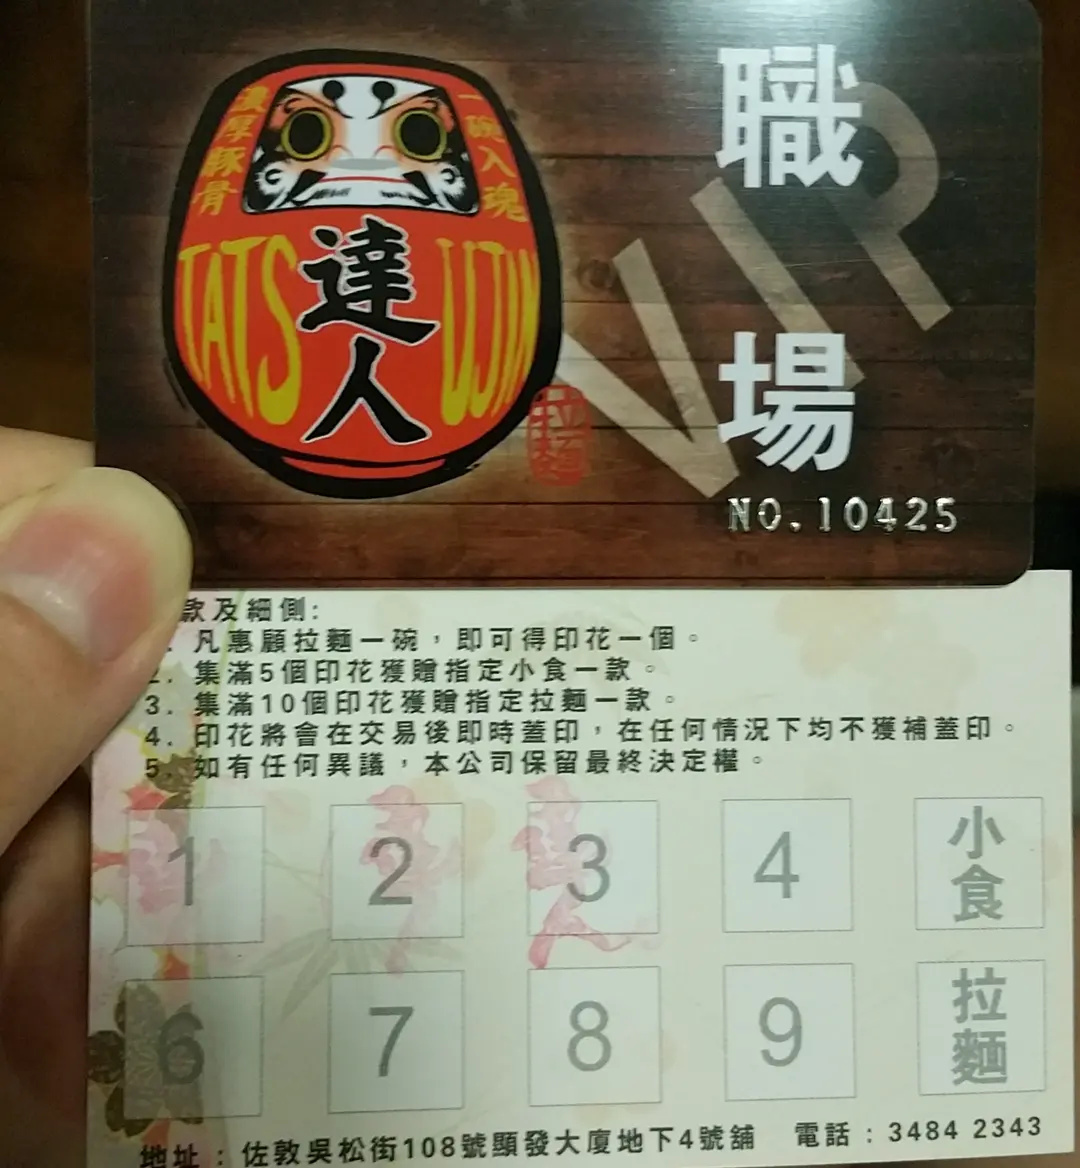 濃厚豚骨
一碗入魂
TATSUJIN
達人
拉麵
職場
VIP
NO.10425
款及細側:
凡惠顧拉麵一碗,即可得印花一個。
2. 集滿5個印花獲贈指定小食一款。
3. 集滿10個印花獲贈指定拉麵一款。
4. 印花將會在交易後即時蓋印,在任何情況下均不獲補蓋印。
5. 如有任何異議,本公司保留最終決定權。
1 2 3 4 小食
達人
6 7 8 9 拉麵
地址:佐敦吳松街108號顯發大廈地下4號舖 電話:3484 2343